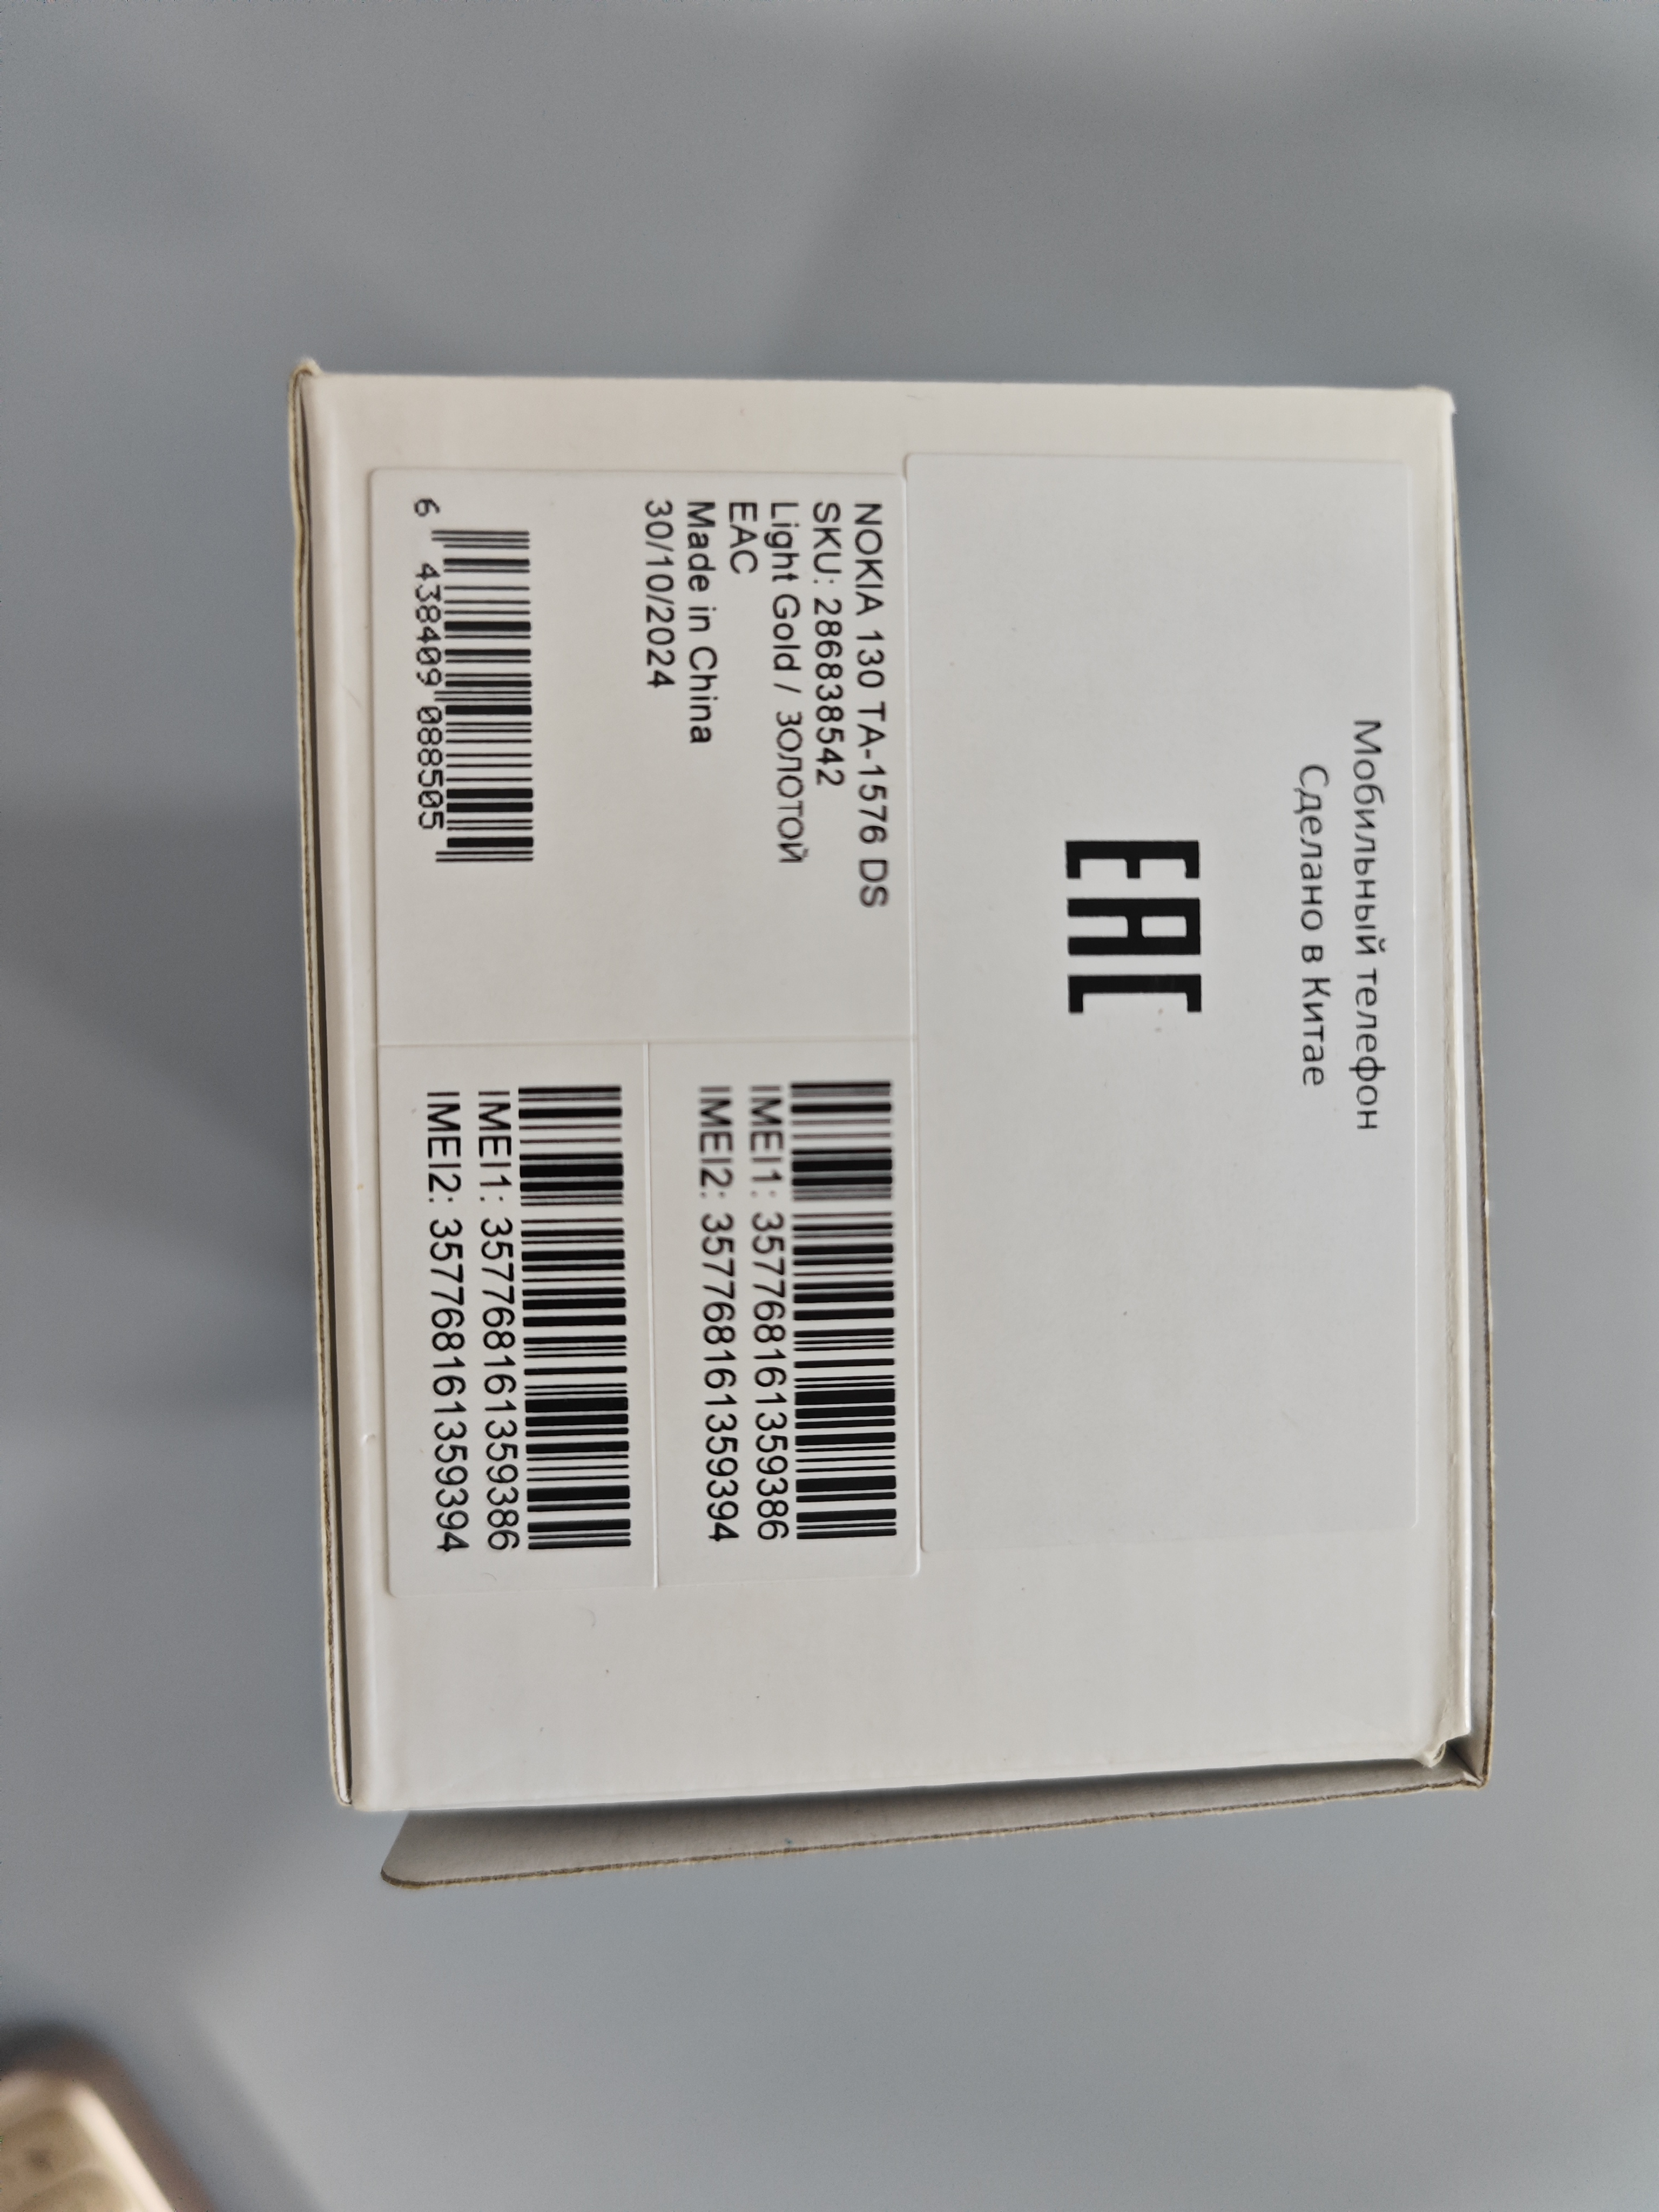 Мобильный телефон
Сделано в Китае
EAC
NOKIA 130 TA-1576 DS
SKU: 286838542
Light Gold / ЗОЛОТОЙ
EAC
Made in China
30/10/2024
6 438409 088505
IMEI1: 357768161359386
IMEI2: 357768161359394
IMEI1: 357768161359386
IMEI2: 357768161359394